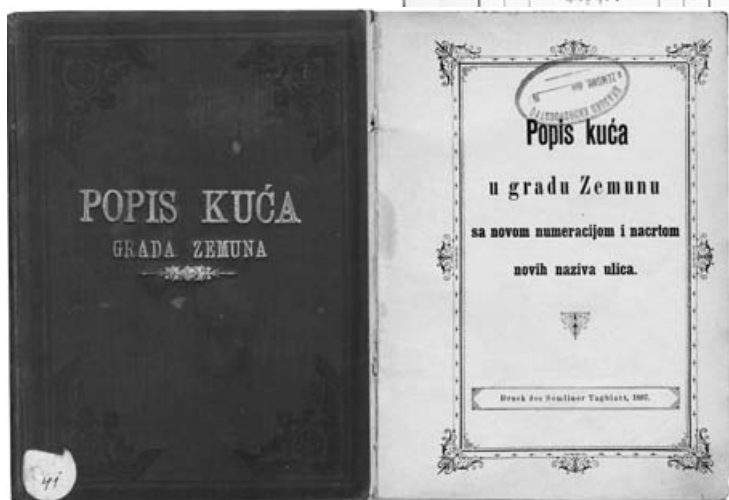 POPIS KUĆA
GRADA ZEMUNA
41
Popis kuća
u gradu Zemunu
sa novom numeracijom i nacrtom
novih naziva ulica.
Druck des Semliner Tagblatt, 1897.